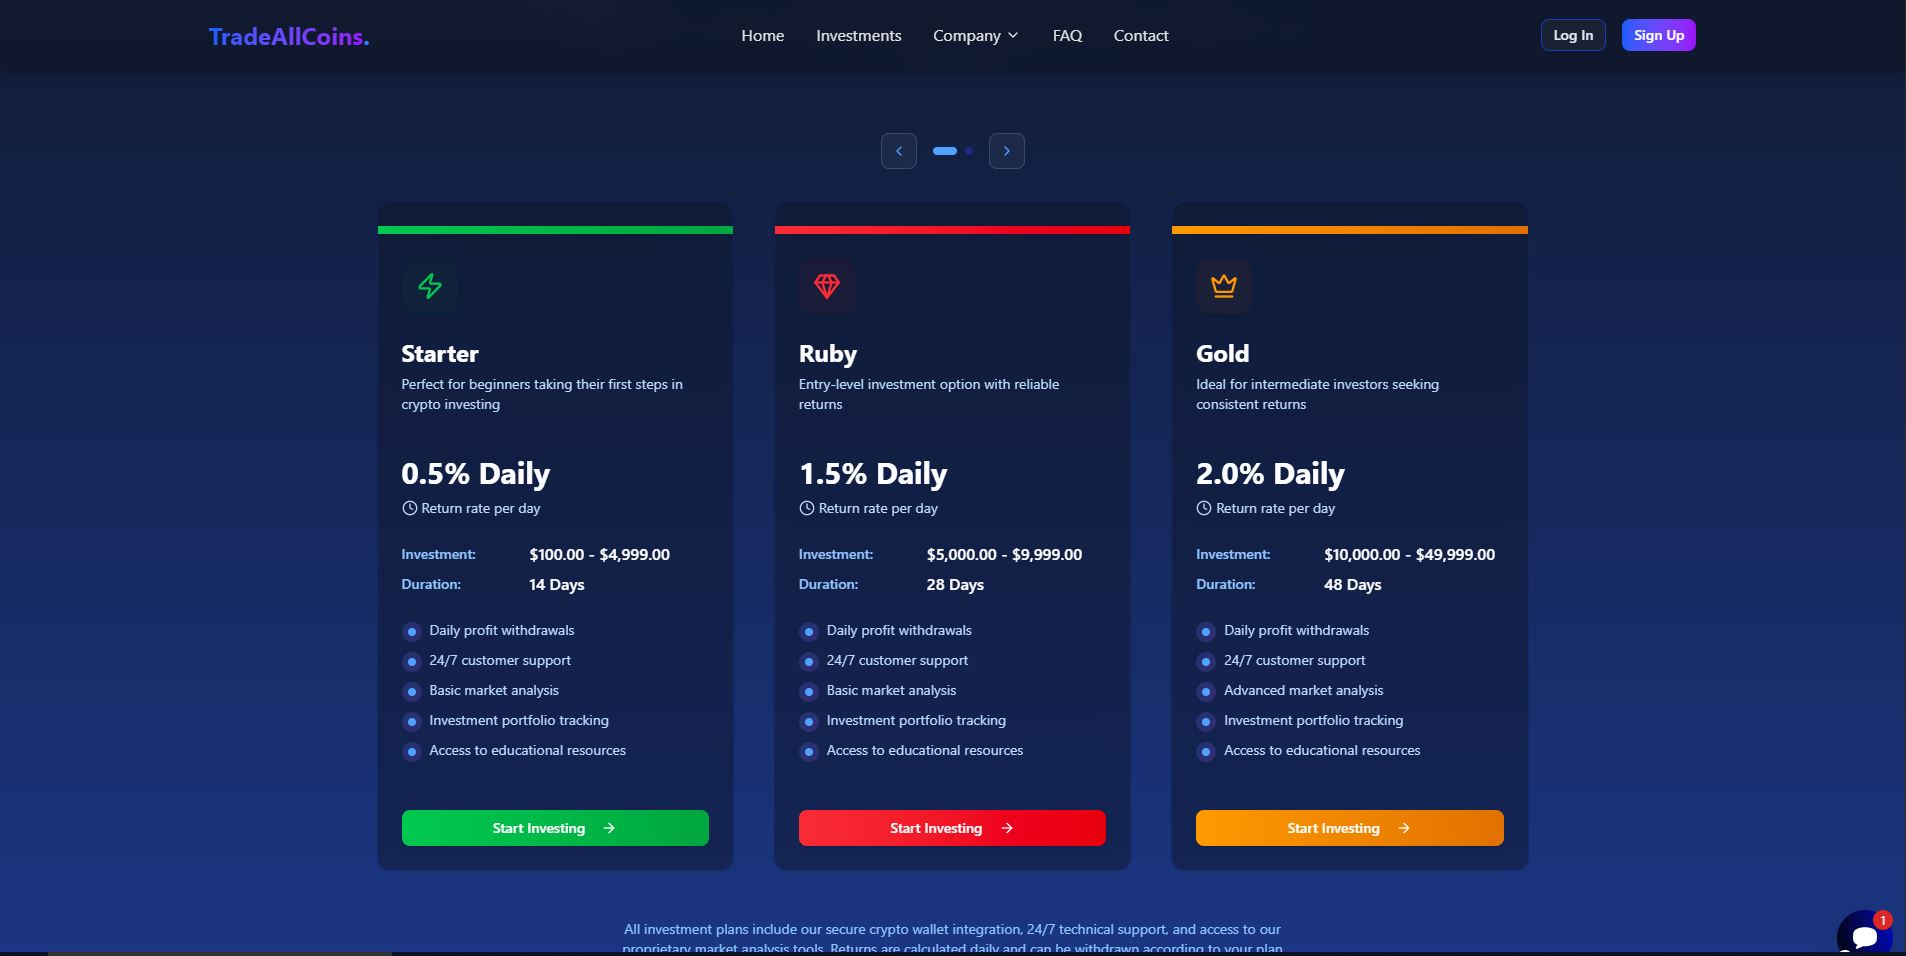 TradeAllCoins.
Home
Investments
Company
FAQ
Contact
Log In
Sign Up
Starter
Perfect for beginners taking their first steps in
crypto investing
0.5% Daily
Return rate per day
Investment: $100.00 - $4,999.00
Duration: 14 Days
Daily profit withdrawals
24/7 customer support
Basic market analysis
Investment portfolio tracking
Access to educational resources
Start Investing
Ruby
Entry-level investment option with reliable
returns
1.5% Daily
Return rate per day
Investment: $5,000.00 - $9,999.00
Duration: 28 Days
Daily profit withdrawals
24/7 customer support
Basic market analysis
Investment portfolio tracking
Access to educational resources
Start Investing
Gold
Ideal for intermediate investors seeking
consistent returns
2.0% Daily
Return rate per day
Investment: $10,000.00 - $49,999.00
Duration: 48 Days
Daily profit withdrawals
24/7 customer support
Advanced market analysis
Investment portfolio tracking
Access to educational resources
Start Investing
All investment plans include our secure crypto wallet integration, 24/7 technical support, and access to our
proprietary market analysis tools. Returns are calculated daily and can be withdrawn according to your plan
1